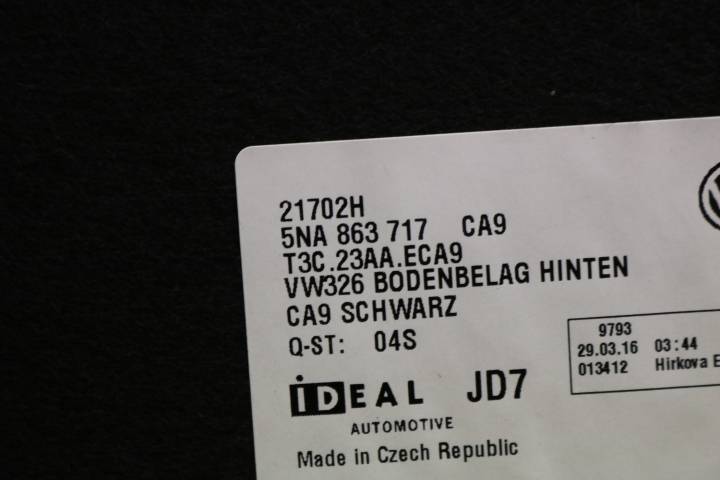 21702H
5NA 863 717 CA9
T3C.23AA.ECA9
VW326 BODENBELAG HINTEN
CA9 SCHWARZ
Q-ST: 04S
9793
29.03.16 03:44
013412 Hirkova E
iDEAL JD7
AUTOMOTIVE
Made in Czech Republic